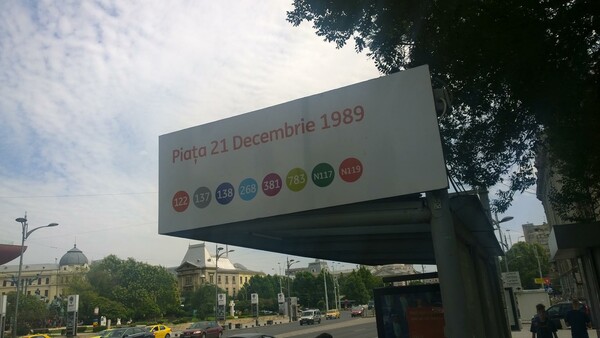 Piața 21 Decembrie 1989
122 137 138 268 381 783 N117 N119